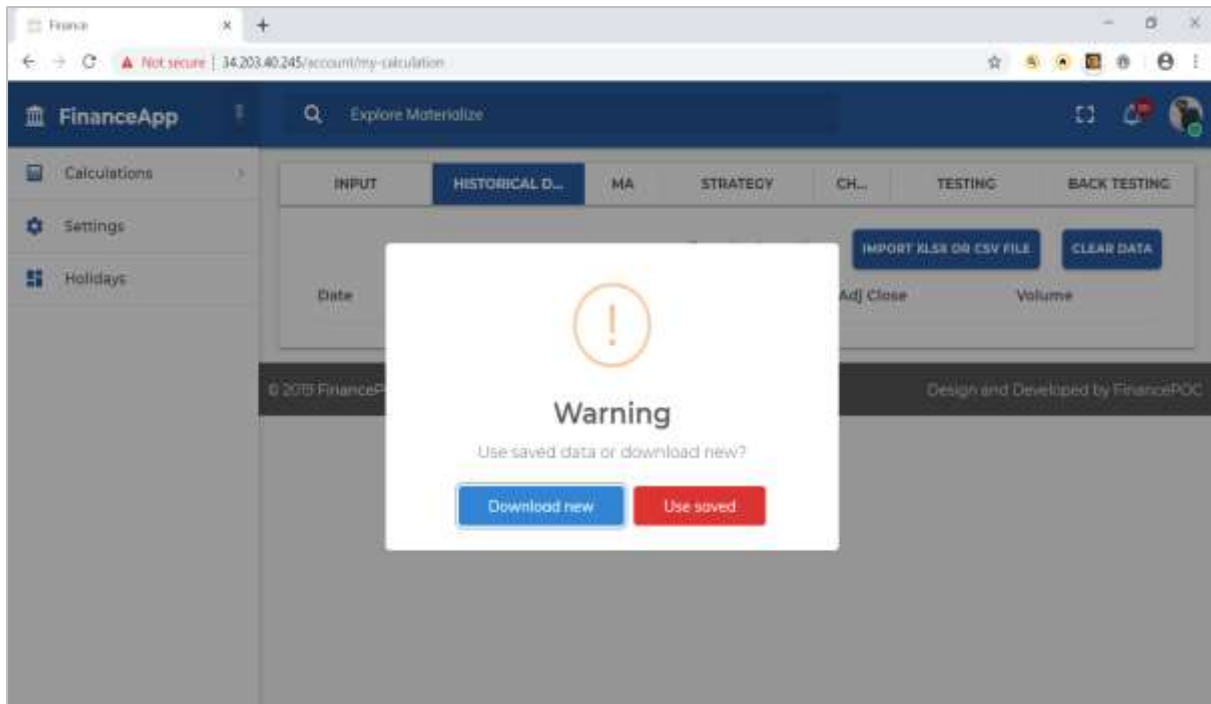 Finance
Not secure | 34.203.40.245/account/my-calculation
FinanceApp
Explore Materialize
Calculations
Settings
Holidays
INPUT HISTORICAL D... MA STRATEGY CH... TESTING BACK TESTING
IMPORT XLSX OR CSV FILE CLEAR DATA
Date Adj Close Volume
Warning
Use saved data or download new?
Download new Use saved
© 2019 FinanceP
Design and Developed by FinancePOC